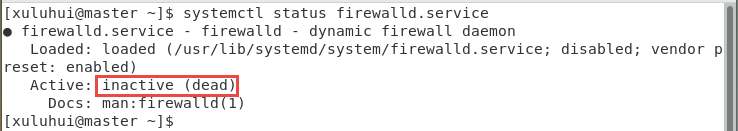 [xuluhui@master ~]$ systemctl status firewalld.service
● firewalld.service - firewalld - dynamic firewall daemon
   Loaded: loaded (/usr/lib/systemd/system/firewalld.service; disabled; vendor p
reset: enabled)
   Active: inactive (dead)
     Docs: man:firewalld(1)
[xuluhui@master ~]$